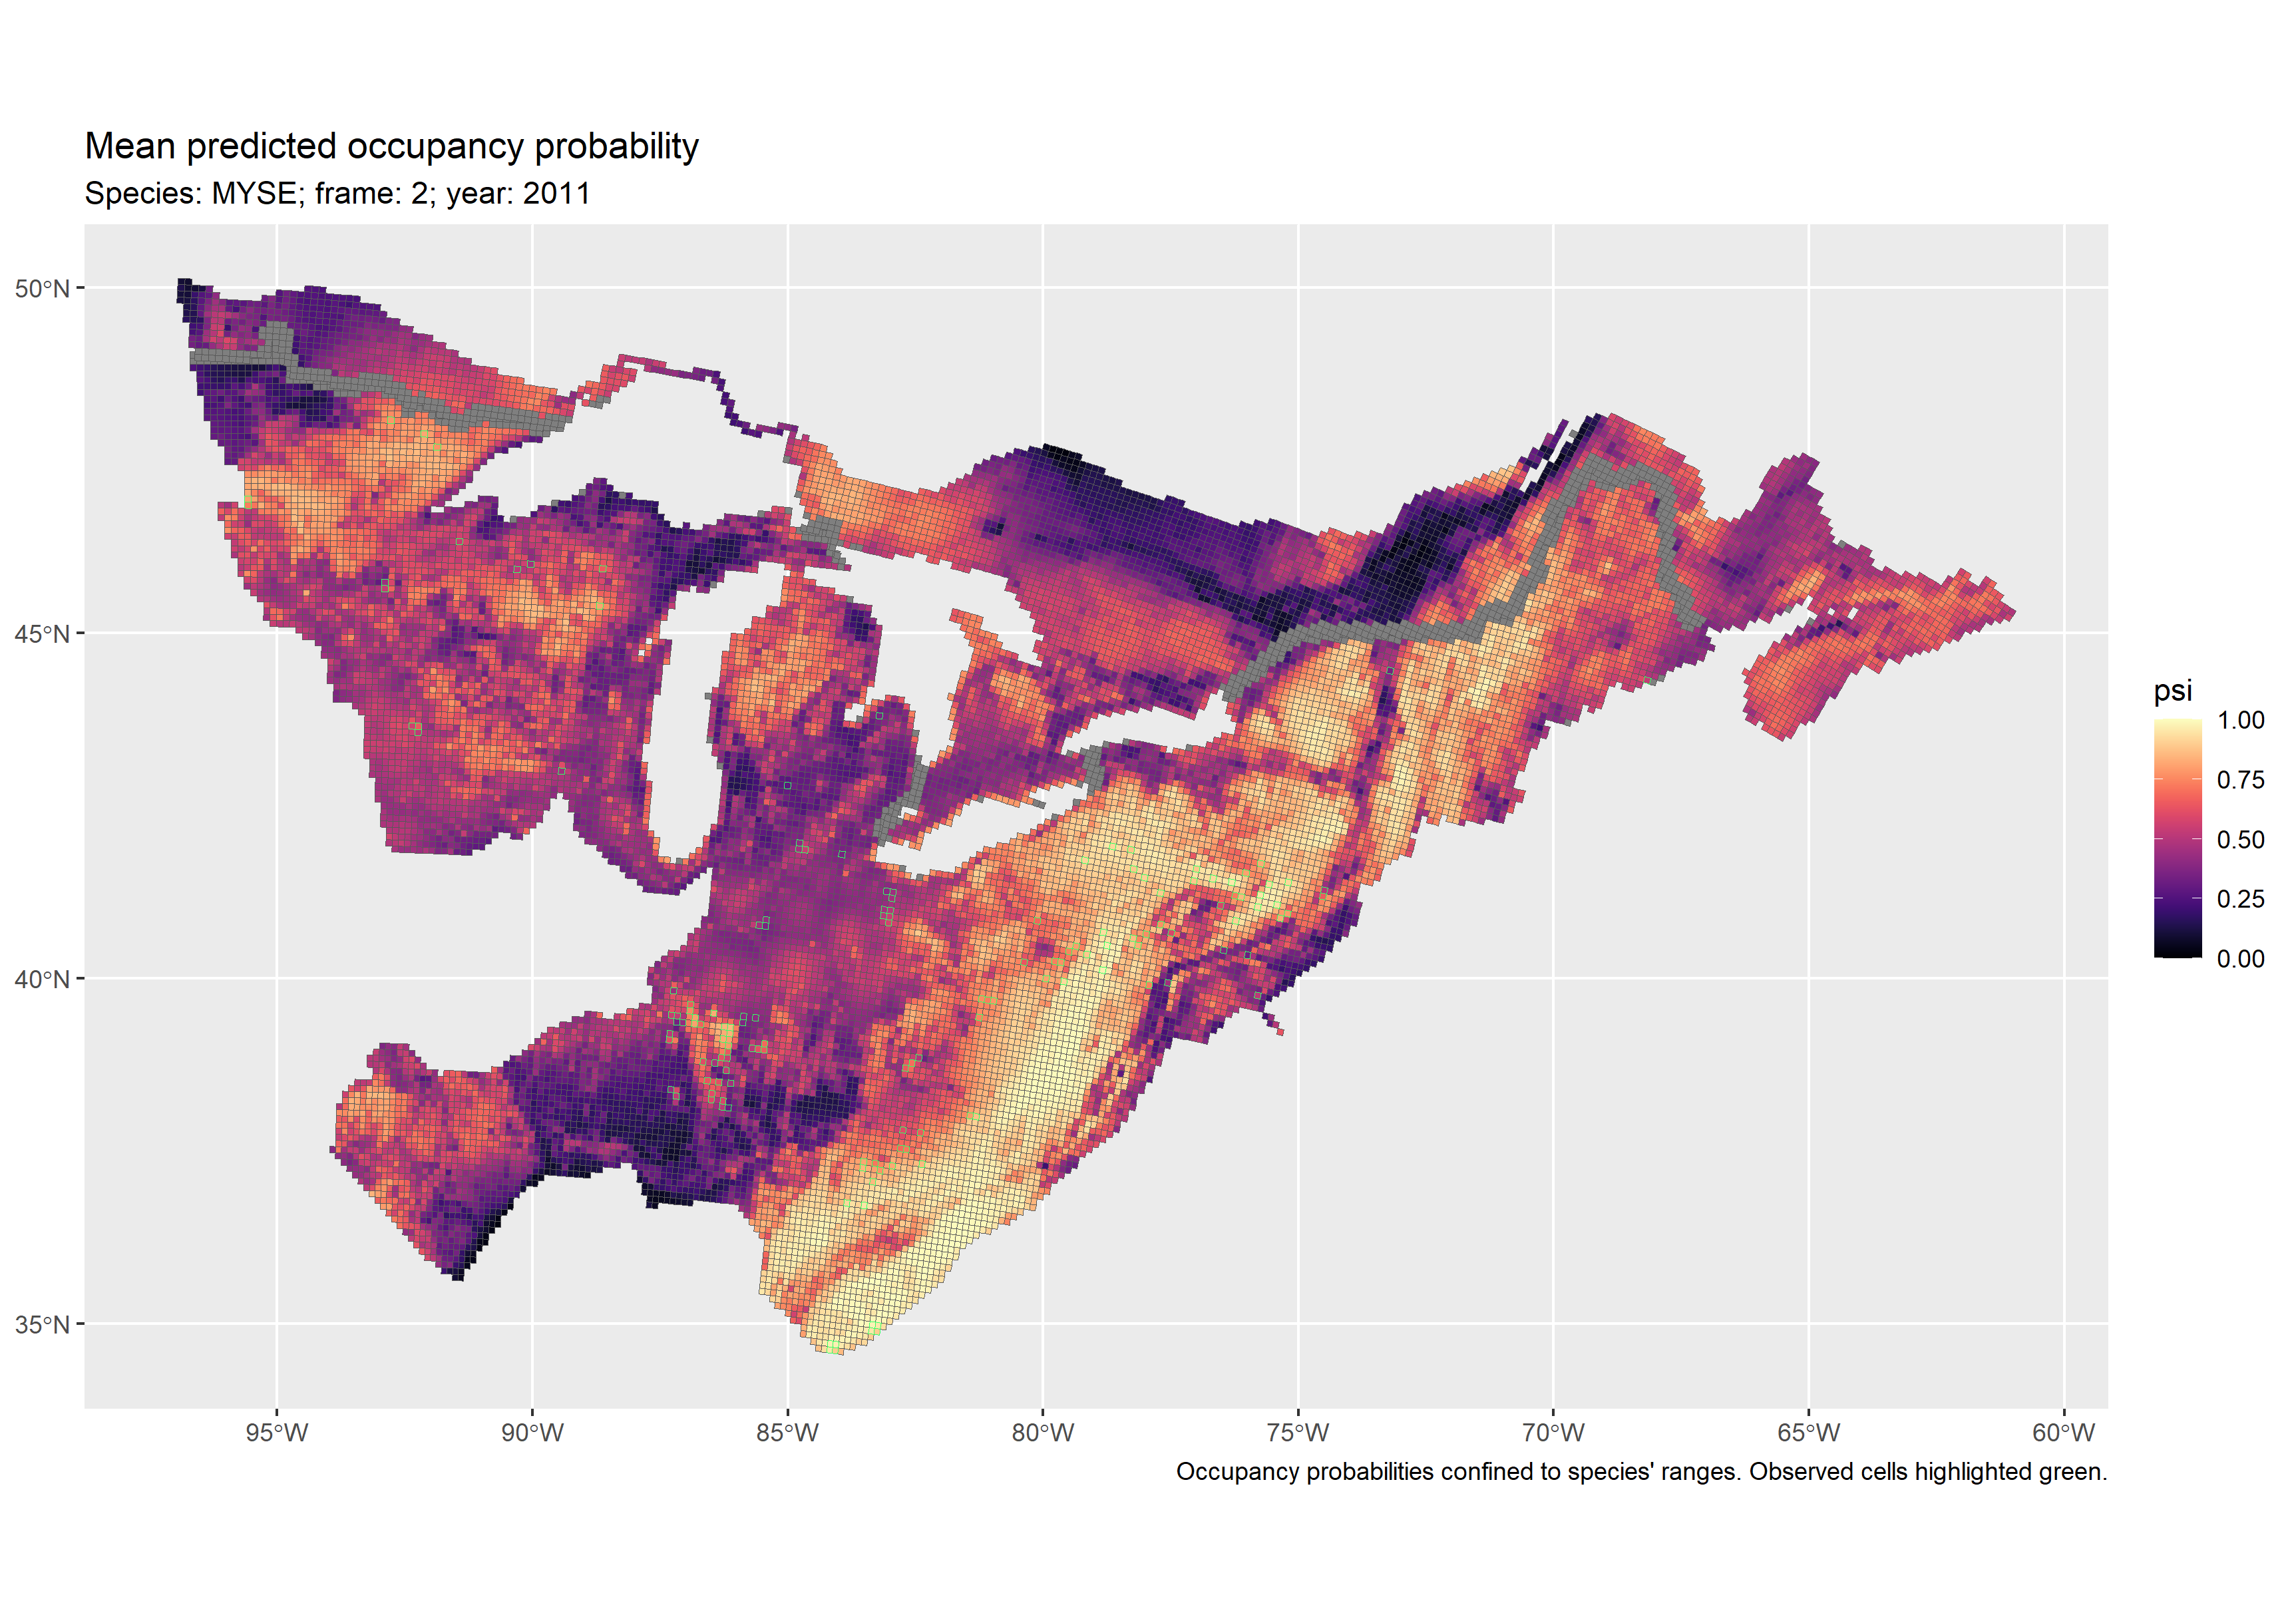 Mean predicted occupancy probability
Species: MYSE; frame: 2; year: 2011
50°N
45°N
40°N
35°N
95°W
90°W
85°W
80°W
75°W
70°W
65°W
60°W
psi
1.00
0.75
0.50
0.25
0.00
Occupancy probabilities confined to species' ranges. Observed cells highlighted green.